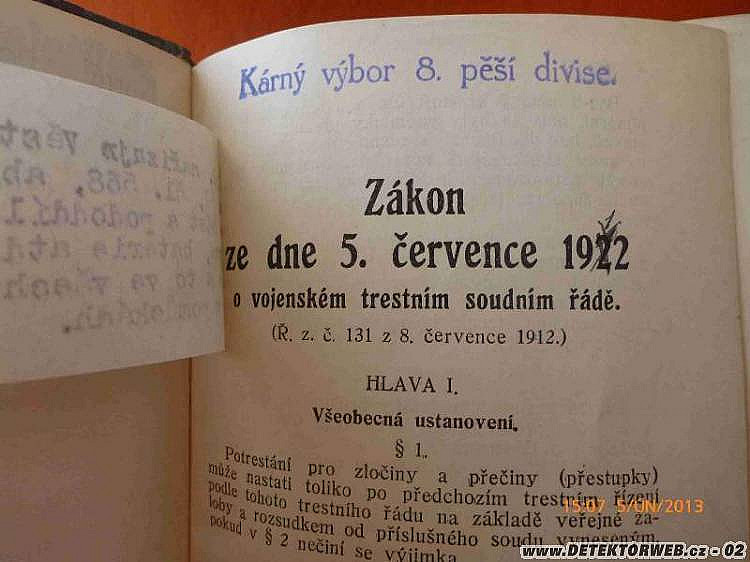 Kárný výbor 8. pěší divise.
Zákon
ze dne 5. července 1922
o vojenském trestním soudním řádě.
(Ř. z. č. 131 z 8. července 1912.)
HLAVA I.
Všeobecná ustanovení.
§ 1.
Potrestání pro zločiny a přečiny (přestupky)
může nastati toliko po předchozím trestním řízení
podle tohoto trestního řádu na základě veřejné ža-
loby a rozsudkem od příslušného soudu vyneseným,
pokud v § 2 nečiní se výjimka.
15:07 5/ŘÍJN/2013
www.DETEKTORWEB.cz - 02